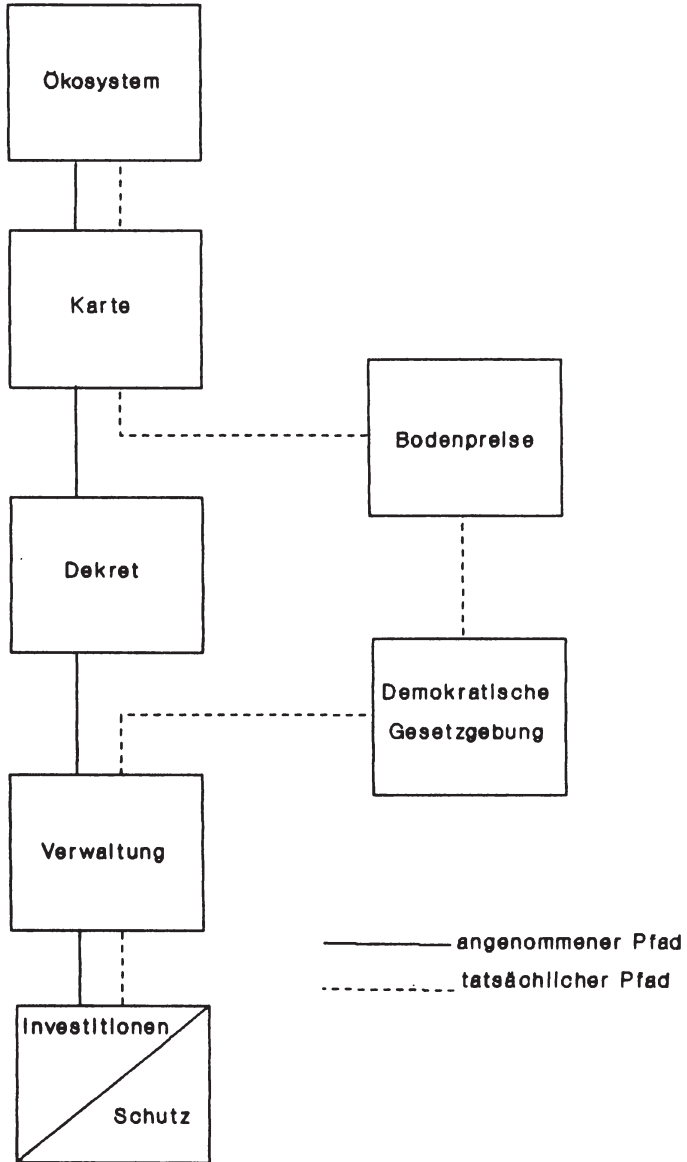 Ökosystem
Karte
Bodenpreise
Dekret
Demokratische
Gesetzgebung
Verwaltung
angenommener Pfad
tatsächlicher Pfad
Investitionen
Schutz